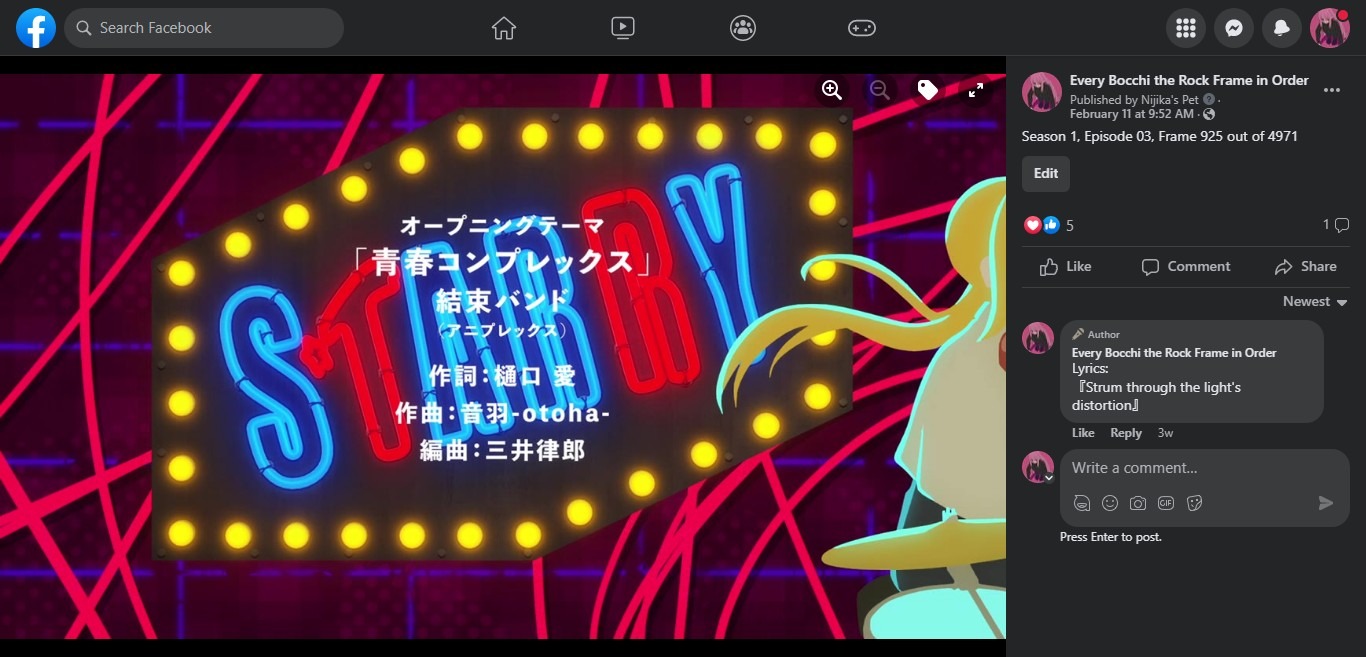 Search Facebook
STARRY
オープニングテーマ
「青春コンプレックス」
結束バンド
(アニプレックス)
作詞:樋口 愛
作曲:音羽-otoha-
編曲:三井律郎
Every Bocchi the Rock Frame in Order
Published by Nijika's Pet ·
February 11 at 9:52 AM ·
Season 1, Episode 03, Frame 925 out of 4971
Edit
5
1
Like
Comment
Share
Newest
Author
Every Bocchi the Rock Frame in Order
Lyrics:
『Strum through the light's
distortion』
Like Reply 3w
Write a comment...
GIF
Press Enter to post.